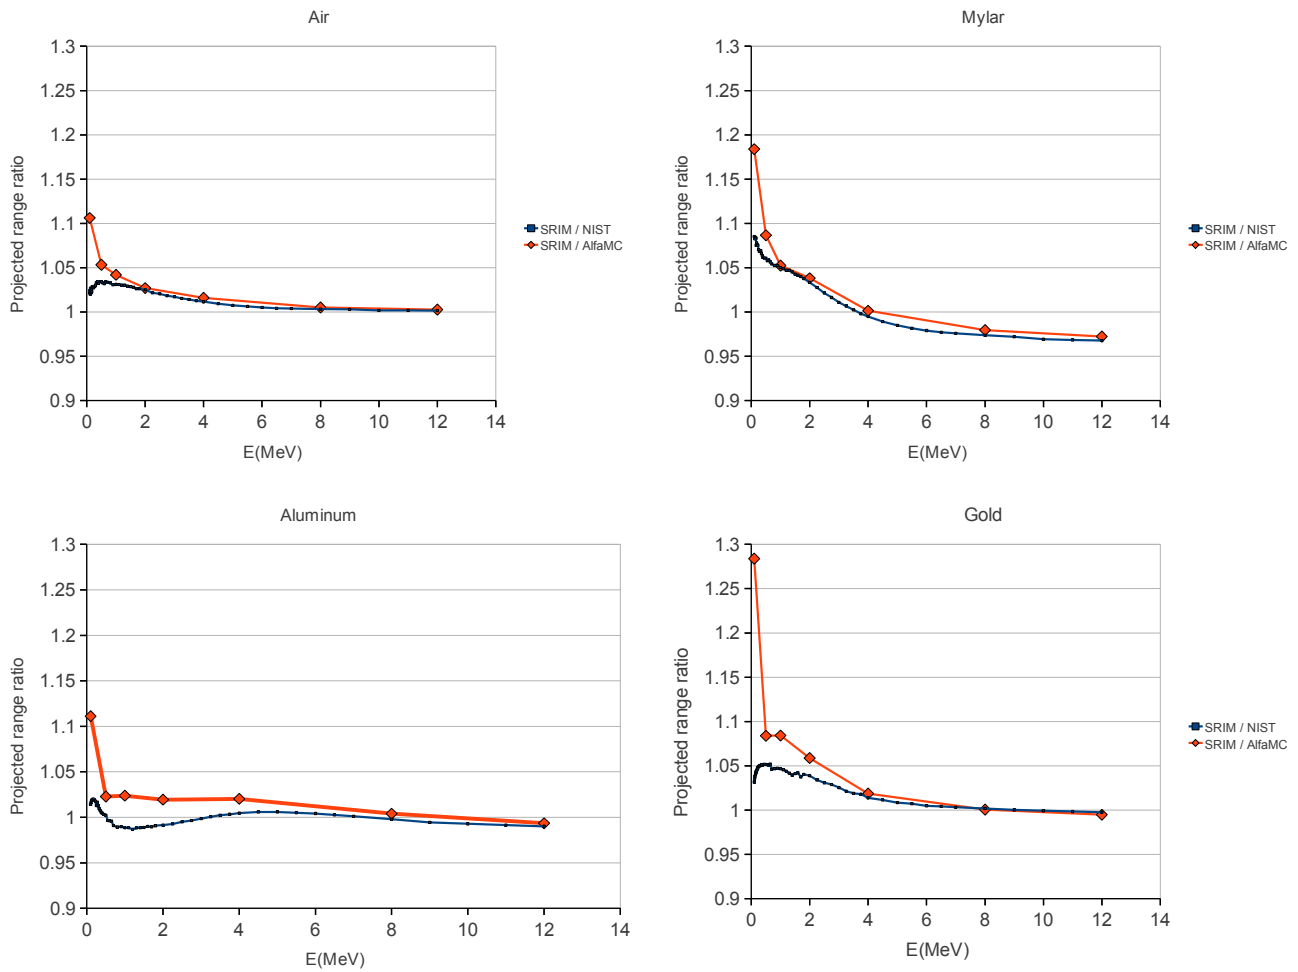 Air
1.3
1.25
1.2
1.15
1.1
1.05
1
0.95
0.9
0 2 4 6 8 10 12 14
Projected range ratio
E(MeV)
SRIM / NIST
SRIM / AlfaMC
Mylar
1.3
1.25
1.2
1.15
1.1
1.05
1
0.95
0.9
0 2 4 6 8 10 12 14
Projected range ratio
E(MeV)
SRIM / NIST
SRIM / AlfaMC
Aluminum
1.3
1.25
1.2
1.15
1.1
1.05
1
0.95
0.9
0 2 4 6 8 10 12 14
Projected range ratio
E(MeV)
Gold
1.3
1.25
1.2
1.15
1.1
1.05
1
0.95
0.9
0 2 4 6 8 10 12 14
Projected range ratio
E(MeV)
SRIM / NIST
SRIM / AlfaMC